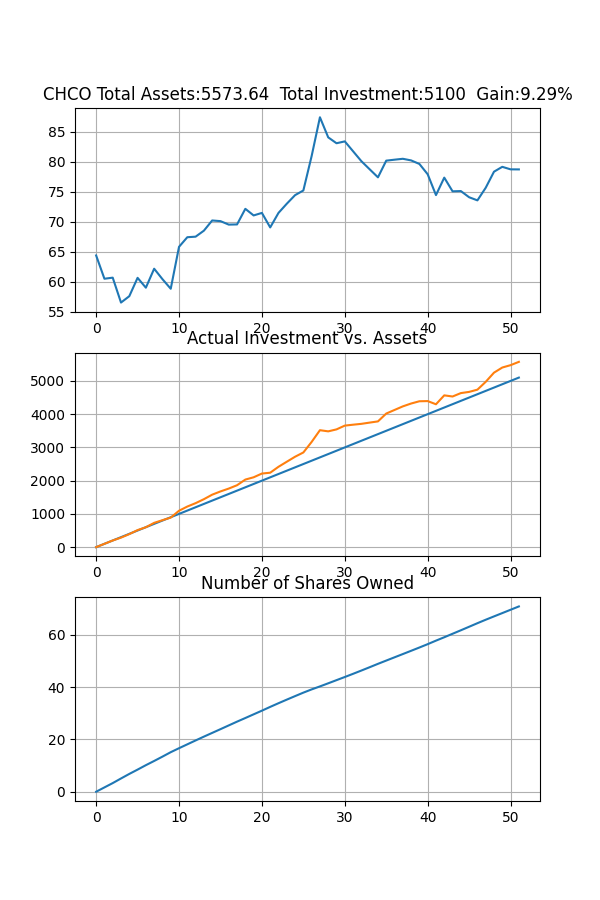 CHCO Total Assets:5573.64  Total Investment:5100  Gain:9.29%
85
80
75
70
65
60
55
0 10 20 30 40 50
Actual Investment vs. Assets
5000
4000
3000
2000
1000
0
0 10 20 30 40 50
Number of Shares Owned
60
40
20
0
0 10 20 30 40 50